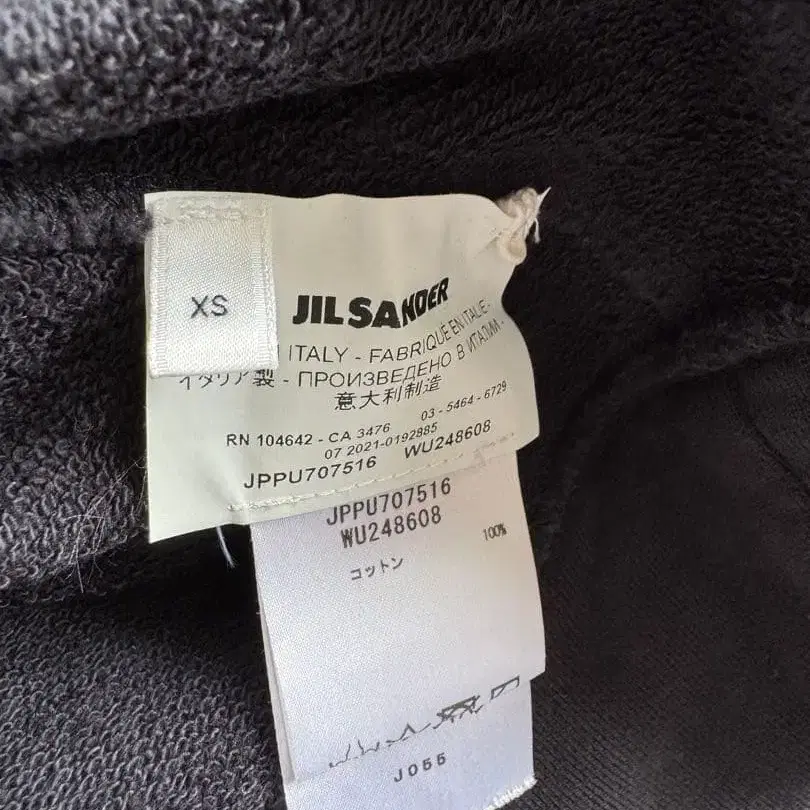 XS
JIL SANDER
ITALY - FABRIQUE EN ITALIE -
イタリア製 - ПРОИЗВЕДЕНО В ИТАЛИИ -
意大利制造
RN 104642 - CA 3476 03 - 5464 - 6729
07 2021-0192885
JPPU707516 WU248608
JPPU707516
WU248608
100%
コットン
J055